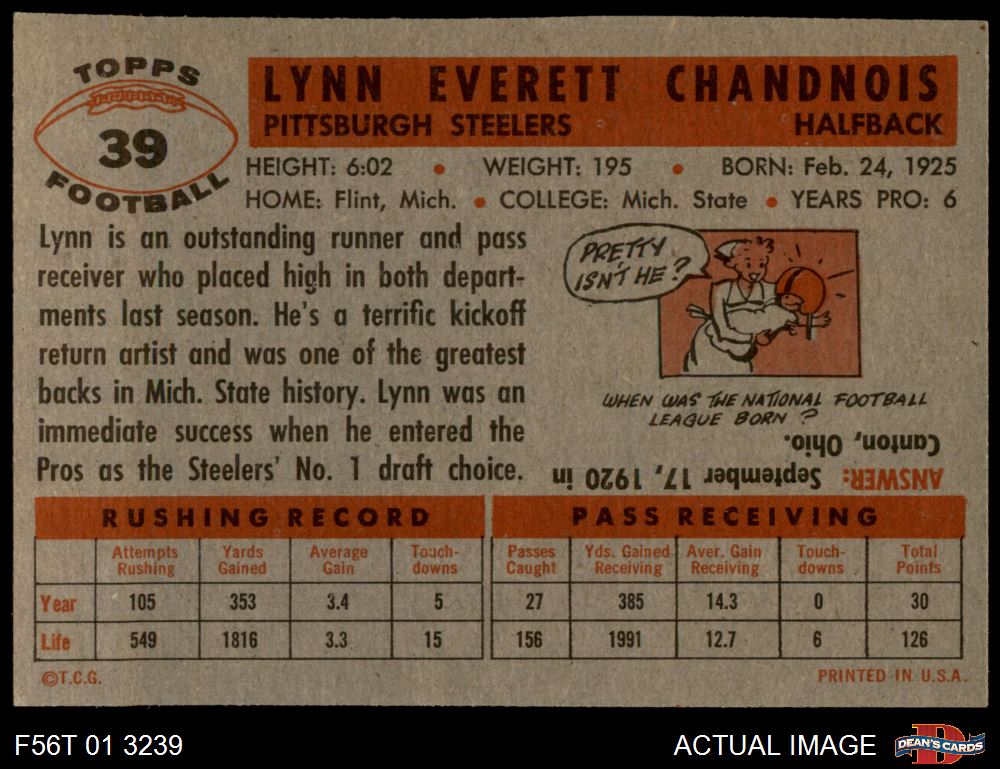 TOPPS
39
FOOTBALL
LYNN EVERETT CHANDNOIS
PITTSBURGH STEELERS HALFBACK
HEIGHT: 6:02 • WEIGHT: 195 • BORN: Feb. 24, 1925
HOME: Flint, Mich. • COLLEGE: Mich. State • YEARS PRO: 6
Lynn is an outstanding runner and pass
receiver who placed high in both depart-
ments last season. He's a terrific kickoff
return artist and was one of the greatest
backs in Mich. State history. Lynn was an
immediate success when he entered the
Pros as the Steelers' No. 1 draft choice.
PRETTY
ISN'T HE?
WHEN WAS THE NATIONAL FOOTBALL
LEAGUE BORN ?
ANSWER: September 17, 1920 in
Canton, Ohio.
RUSHING RECORD PASS RECEIVING
Attempts Rushing Yards Gained Average Gain Touch-downs Passes Caught Yds. Gained Receiving Aver. Gain Receiving Touch-downs Total Points
Year 105 353 3.4 5 27 385 14.3 0 30
Life 549 1816 3.3 15 156 1991 12.7 6 126
©T.C.G. PRINTED IN U.S.A.
F56T 01 3239 ACTUAL IMAGE D DEAN'S CARDS